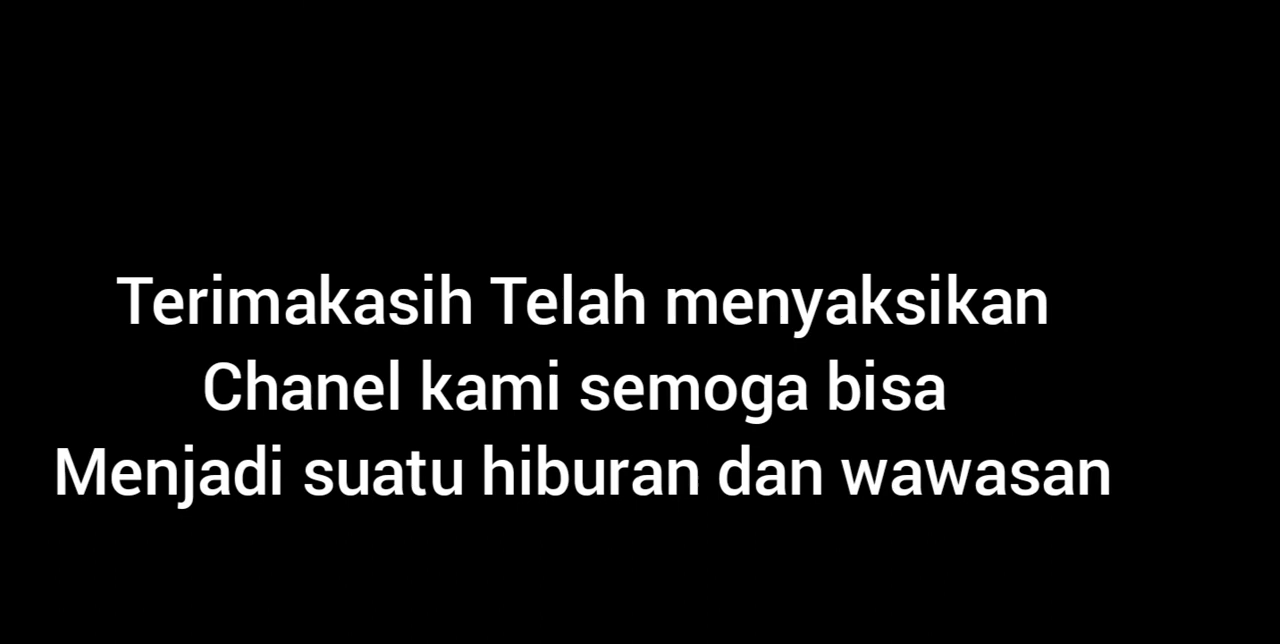 Terimakasih Telah menyaksikan
Chanel kami semoga bisa
Menjadi suatu hiburan dan wawasan